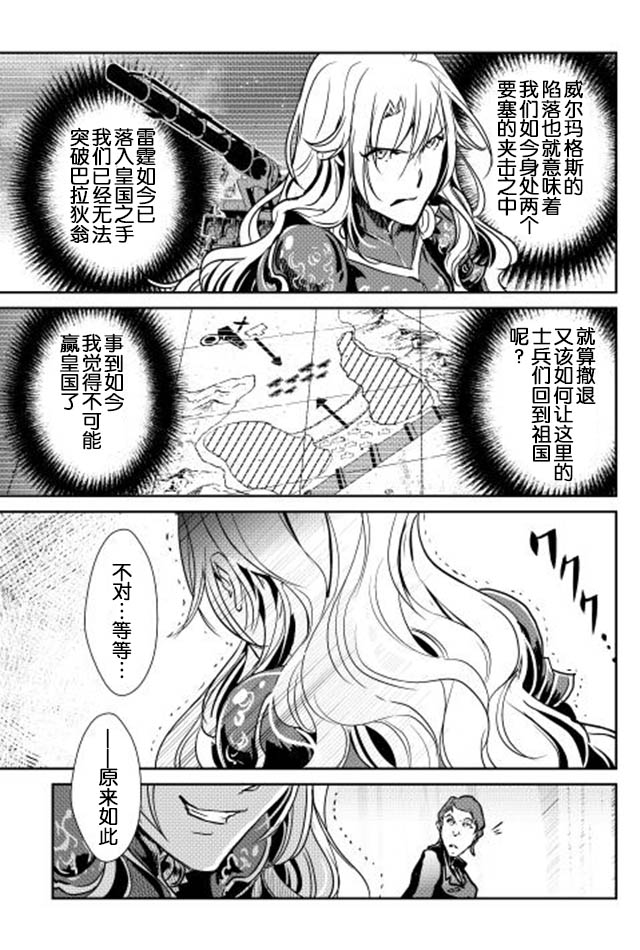 威尔玛格斯的
陷落也就意味着
我们如今身处两个
要塞的夹击之中
雷霆如今已
落入皇国之手
我们已经无法
突破巴拉狄翁
就算撤退
又该如何让这里的
士兵们回到祖国
呢？
事到如今
我觉得不可能
赢皇国了
ワナワナ
不对…等等…
——原来如此